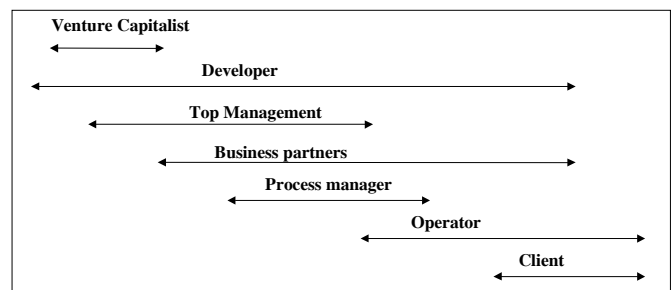 Venture Capitalist
Developer
Top Management
Business partners
Process manager
Operator
Client